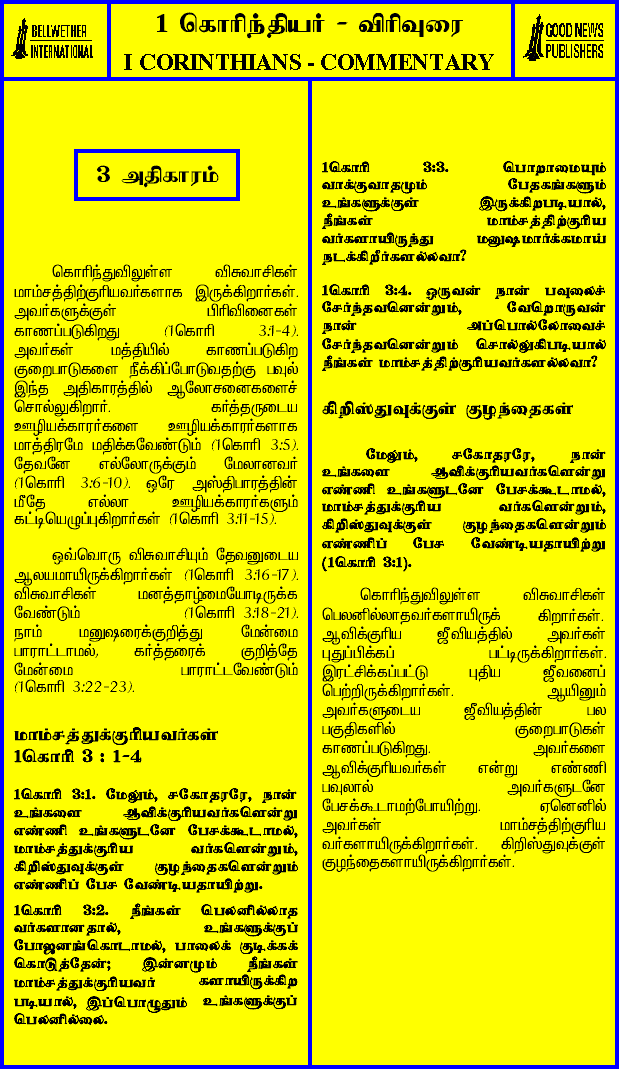 BELLWETHER
INTERNATIONAL
1 கொரிந்தியர் - விரிவுரை
I CORINTHIANS - COMMENTARY
GOOD NEWS
PUBLISHERS
3 அதிகாரம்
கொரிந்துவிலுள்ள விசுவாசிகள்
மாம்சத்திற்குரியவர்களாக இருக்கிறார்கள்.
அவர்களுக்குள் பிரிவினைகள்
காணப்படுகிறது (1கொரி 3:1-4).
அவர்கள் மத்தியில் காணப்படுகிற
குறைபாடுகளை நீக்கிப்போடுவதற்கு பவுல்
இந்த அதிகாரத்தில் ஆலோசனைகளைச்
சொல்லுகிறார். கர்த்தருடைய
ஊழியக்காரர்களை ஊழியக்காரர்களாக
மாத்திரமே மதிக்கவேண்டும் (1கொரி 3:5).
தேவனே எல்லோருக்கும் மேலானவர்
(1கொரி 3:6-10). ஒரே அஸ்திபாரத்தின்
மீதே எல்லா ஊழியக்காரர்களும்
கட்டியெழுப்புகிறார்கள் (1கொரி 3:11-15).
ஒவ்வொரு விசுவாசியும் தேவனுடைய
ஆலயமாயிருக்கிறார்கள் (1கொரி 3:16-17).
விசுவாசிகள் மனத்தாழ்மையோடிருக்க
வேண்டும் (1கொரி 3:18-21).
நாம் மனுஷரைக்குறித்து மேன்மை
பாராட்டாமல், கர்த்தரைக் குறித்தே
மேன்மை பாராட்டவேண்டும்
(1கொரி 3:22-23).
மாம்சத்துக்குரியவர்கள்
1கொரி 3 : 1-4
1கொரி 3:1. மேலும், சகோதரரே, நான்
உங்களை ஆவிக்குரியவர்களென்று
எண்ணி உங்களுடனே பேசக்கூடாமல்,
மாம்சத்துக்குரிய வர்களென்றும்,
கிறிஸ்துவுக்குள் குழந்தைகளென்றும்
எண்ணிப் பேச வேண்டியதாயிற்று.
1கொரி 3:2. நீங்கள் பெலனில்லாத
வர்களானதால், உங்களுக்குப்
போஜனங்கொடாமல், பாலைக் குடிக்கக்
கொடுத்தேன்; இன்னமும் நீங்கள்
மாம்சத்துக்குரியவர் களாயிருக்கிற
படியால், இப்பொழுதும் உங்களுக்குப்
பெலனில்லை.
1கொரி 3:3. பொறாமையும்
வாக்குவாதமும் பேதகங்களும்
உங்களுக்குள் இருக்கிறபடியால்,
நீங்கள் மாம்சத்திற்குரிய
வர்களாயிருந்து மனுஷமார்க்கமாய்
நடக்கிறீர்களல்லவா?
1கொரி 3:4. ஒருவன் நான் பவுலைச்
சேர்ந்தவனென்றும், வேறொருவன்
நான் அப்பொல்லோவைச்
சேர்ந்தவனென்றும் சொல்லுகிபடியால்
நீங்கள் மாம்சத்திற்குரியவர்களல்லவா?
கிறிஸ்துவுக்குள் குழந்தைகள்
மேலும், சகோதரரே, நான்
உங்களை ஆவிக்குரியவர்களென்று
எண்ணி உங்களுடனே பேசக்கூடாமல்,
மாம்சத்துக்குரிய வர்களென்றும்,
கிறிஸ்துவுக்குள் குழந்தைகளென்றும்
எண்ணிப் பேச வேண்டியதாயிற்று
(1கொரி 3:1).
கொரிந்துவிலுள்ள விசுவாசிகள்
பெலனில்லாதவர்களாயிருக் கிறார்கள்.
ஆவிக்குரிய ஜீவியத்தில் அவர்கள்
புதுப்பிக்கப் பட்டிருக்கிறார்கள்.
இரட்சிக்கப்பட்டு புதிய ஜீவனைப்
பெற்றிருக்கிறார்கள். ஆயினும்
அவர்களுடைய ஜீவியத்தின் பல
பகுதிகளில் குறைபாடுகள்
காணப்படுகிறது. அவர்களை
ஆவிக்குரியவர்கள் என்று எண்ணி
பவுலால் அவர்களுடனே
பேசக்கூடாமற்போயிற்று. ஏனெனில்
அவர்கள் மாம்சத்திற்குரிய
வர்களாயிருக்கிறார்கள். கிறிஸ்துவுக்குள்
குழந்தைகளாயிருக்கிறார்கள்.